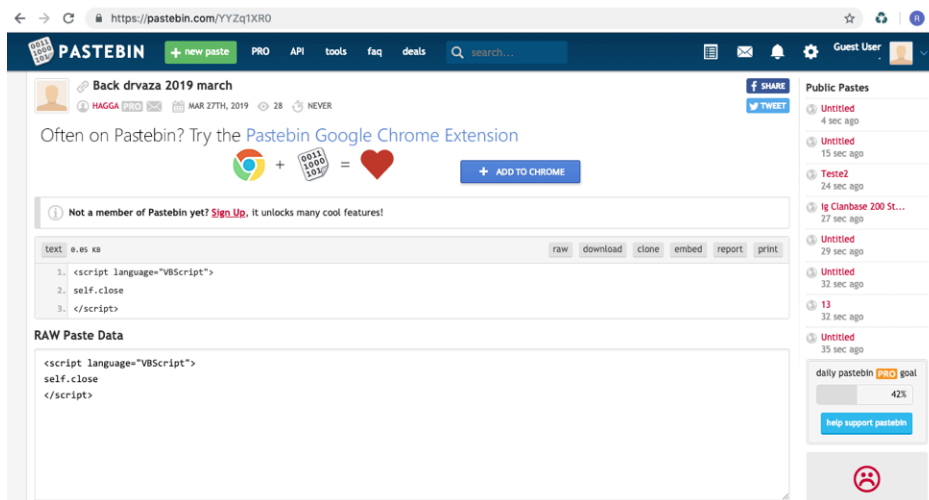 https://pastebin.com/YYZq1XR0
R
PASTEBIN
+ new paste PRO API tools faq deals search... Guest User
Back drvaza 2019 march
HAGGA PRO MAR 27TH, 2019 28 NEVER
SHARE
TWEET
Often on Pastebin? Try the Pastebin Google Chrome Extension
+ 0011 1000 101 =
+ ADD TO CHROME
Not a member of Pastebin yet? Sign Up, it unlocks many cool features!
text 0.05 KB raw download clone embed report print
1. <script language="VBScript">
2. self.close
3. </script>
RAW Paste Data
<script language="VBScript">
self.close
</script>
Public Pastes
Untitled
4 sec ago
Untitled
15 sec ago
Teste2
24 sec ago
Ig Clanbase 200 St...
27 sec ago
Untitled
29 sec ago
Untitled
32 sec ago
13
32 sec ago
Untitled
35 sec ago
daily pastebin PRO goal
42%
help support pastebin